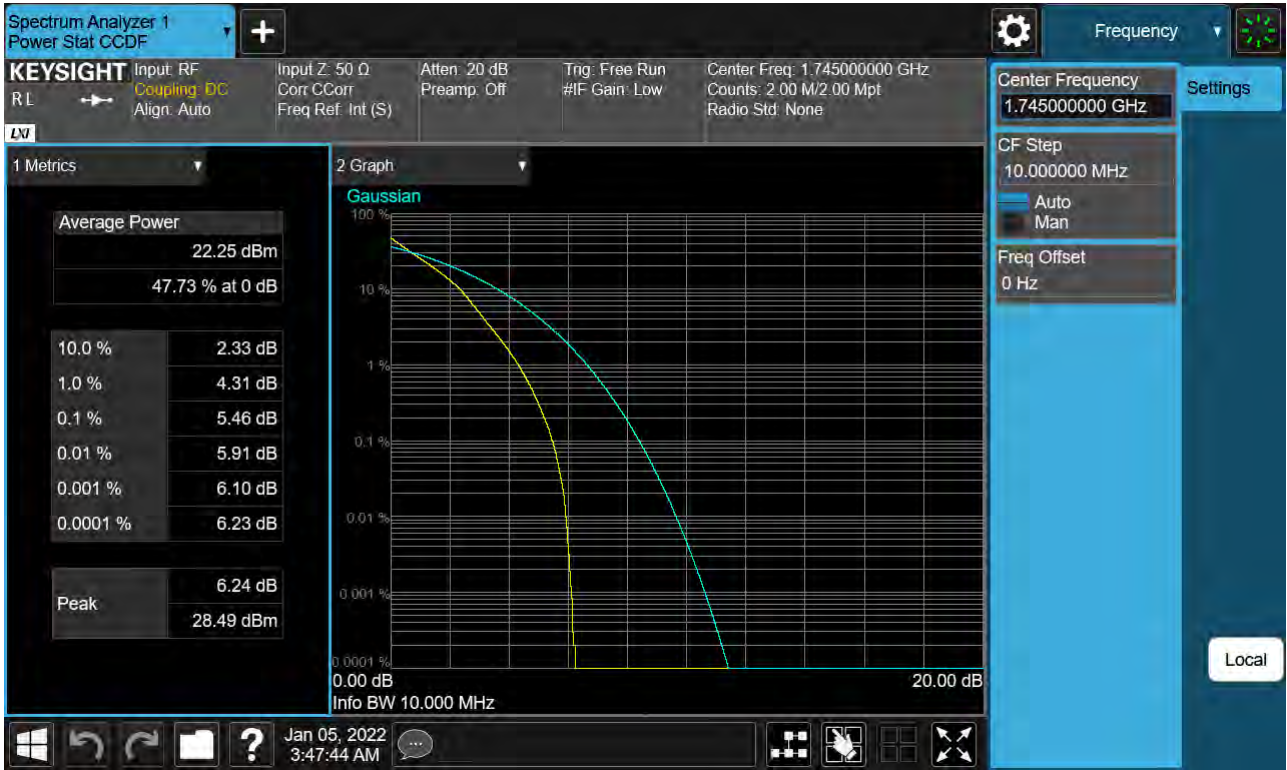 Spectrum Analyzer 1
Power Stat CCDF
Frequency
KEYSIGHT
RL
LXI
Input: RF
Coupling: DC
Align: Auto
Input Z: 50 Ω
Corr CCorr
Freq Ref: Int (S)
Atten: 20 dB
Preamp: Off
Trig: Free Run
#IF Gain: Low
Center Freq: 1.745000000 GHz
Counts: 2.00 M/2.00 Mpt
Radio Std: None
1 Metrics
Average Power
22.25 dBm
47.73 % at 0 dB
10.0 % 2.33 dB
1.0 % 4.31 dB
0.1 % 5.46 dB
0.01 % 5.91 dB
0.001 % 6.10 dB
0.0001 % 6.23 dB
Peak
6.24 dB
28.49 dBm
2 Graph
Gaussian
100 %
10 %
1 %
0.1 %
0.01 %
0.001 %
0.0001 %
0.00 dB 20.00 dB
Info BW 10.000 MHz
Center Frequency
1.745000000 GHz
CF Step
10.000000 MHz
Auto
Man
Freq Offset
0 Hz
Settings
Local
?
Jan 05, 2022
3:47:44 AM